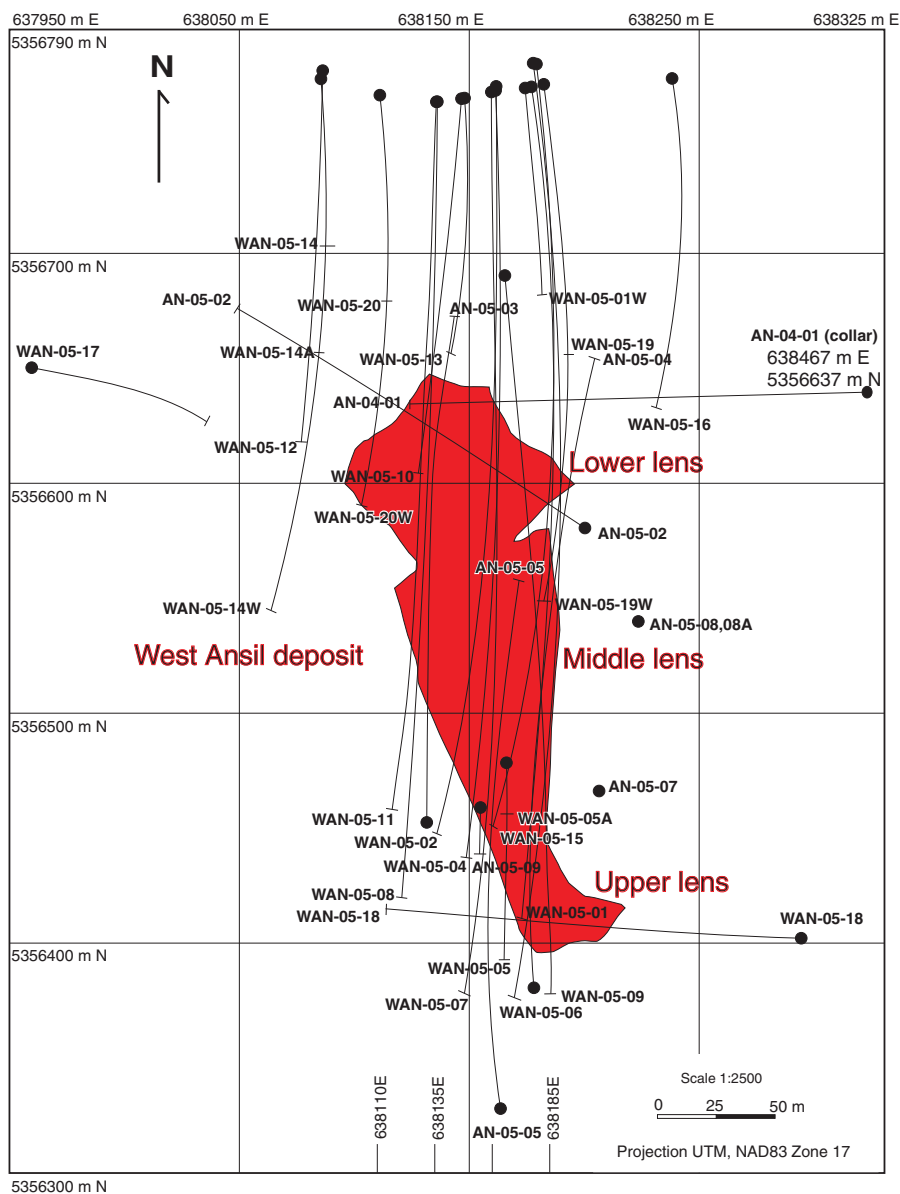 637950 m E
638050 m E
638150 m E
638250 m E
638325 m E
5356790 m N
N
WAN-05-14
5356700 m N
AN-05-02
WAN-05-20
AN-05-03
WAN-05-01W
AN-04-01 (collar)
638467 m E
5356637 m N
WAN-05-17
WAN-05-14A
WAN-05-13
WAN-05-19
AN-05-04
AN-04-01
WAN-05-16
WAN-05-12
Lower lens
WAN-05-10
5356600 m N
WAN-05-20W
AN-05-02
AN-05-05
WAN-05-14W
WAN-05-19W
AN-05-08,08A
West Ansil deposit
Middle lens
5356500 m N
AN-05-07
WAN-05-11
WAN-05-05A
WAN-05-02
WAN-05-15
WAN-05-04
AN-05-09
Upper lens
WAN-05-08
WAN-05-18
WAN-05-01
WAN-05-18
5356400 m N
WAN-05-05
WAN-05-07
WAN-05-09
WAN-05-06
638110E
638135E
638185E
Scale 1:2500
0 25 50 m
AN-05-05
Projection UTM, NAD83 Zone 17
5356300 m N